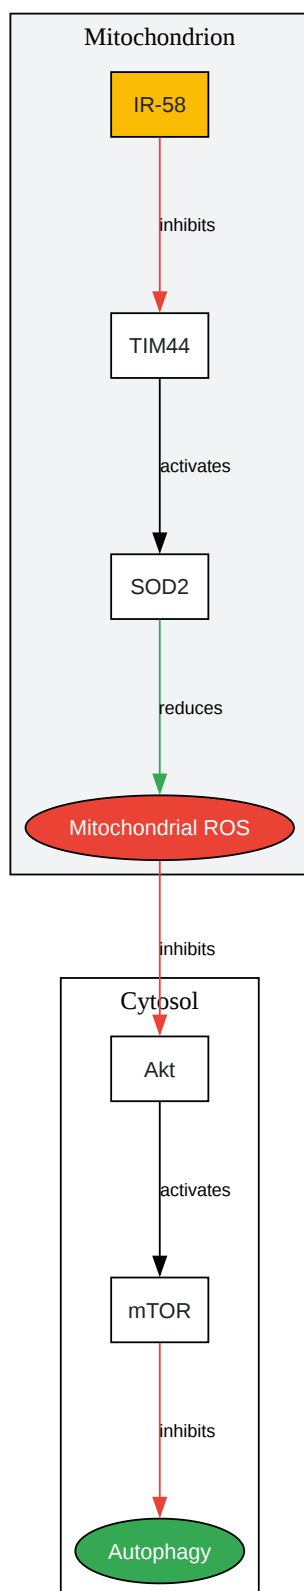 Mitochondrion
IR-58
inhibits
TIM44
activates
SOD2
reduces
Mitochondrial ROS
inhibits
Cytosol
Akt
activates
mTOR
inhibits
Autophagy